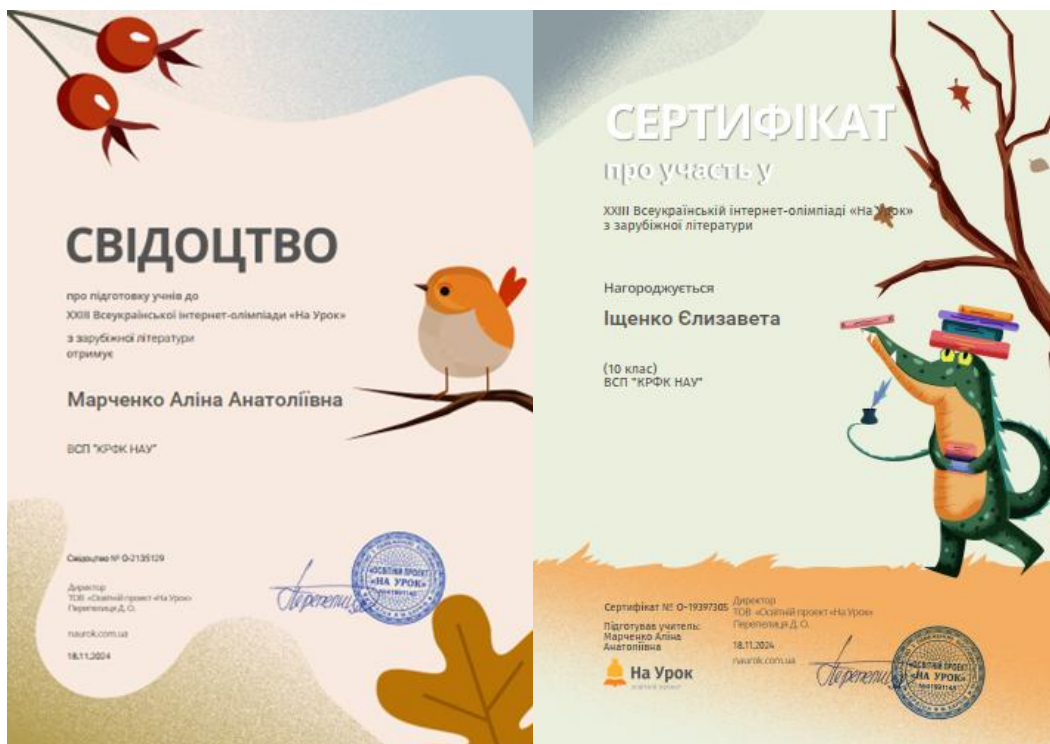 СВІДОЦТВО
про підготовку учнів до
XXIII Всеукраїнської інтернет-олімпіади «На Урок»
з зарубіжної літератури
отримує
Марченко Аліна Анатоліївна
ВСП "КРФК НАУ"
Свідоцтво № О-2135129
Директор
ТОВ «Освітній проект «На Урок»
Перепелиця Д. О.
naurok.com.ua
18.11.2024
«ОСВІТНІЙ ПРОЕКТ
«НА УРОК»
СЕРТИФІКАТ
про участь у
XXIII Всеукраїнській інтернет-олімпіаді «На Урок»
з зарубіжної літератури
Нагороджується
Іщенко Єлизавета
(10 клас)
ВСП "КРФК НАУ"
Сертифікат № О-19397305
Підготував учитель:
Марченко Аліна
Анатоліївна
На Урок
Директор
ТОВ «Освітній проект «На Урок»
Перепелиця Д. О.
18.11.2024
naurok.com.ua
«ОСВІТНІЙ ПРОЕКТ
«НА УРОК»